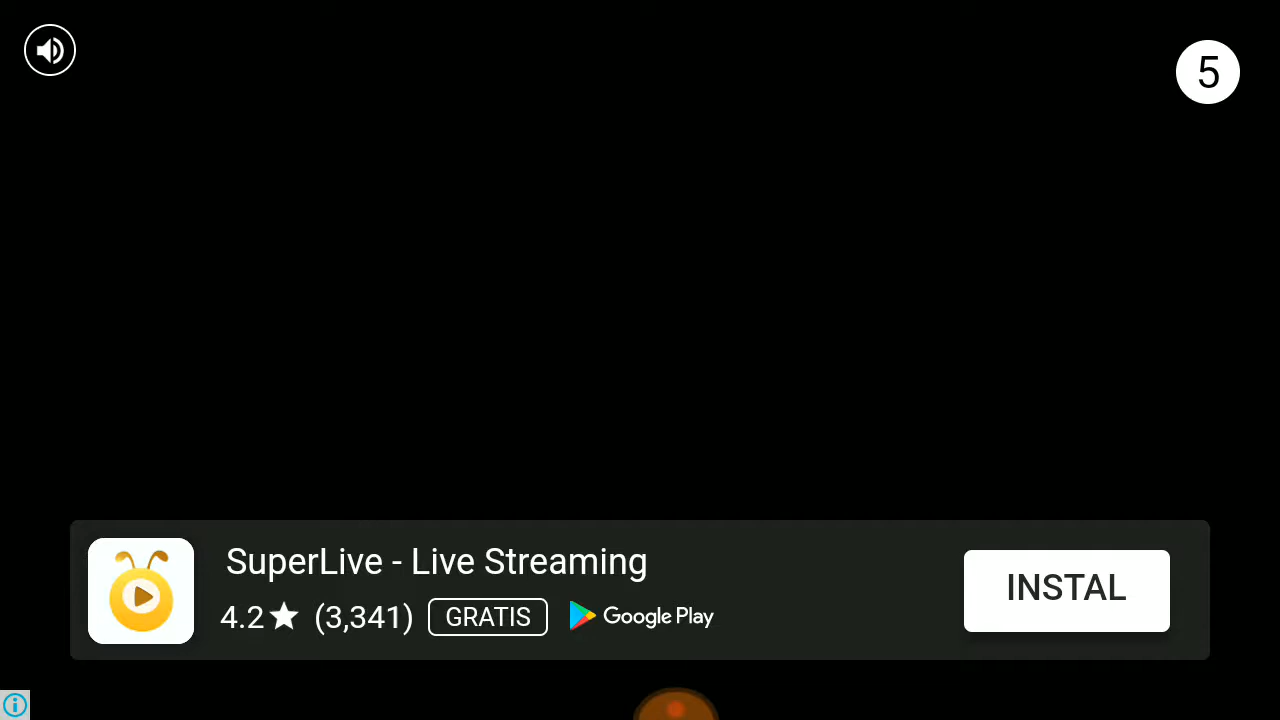 5
SuperLive - Live Streaming
4.2★ (3,341) GRATIS Google Play
INSTAL